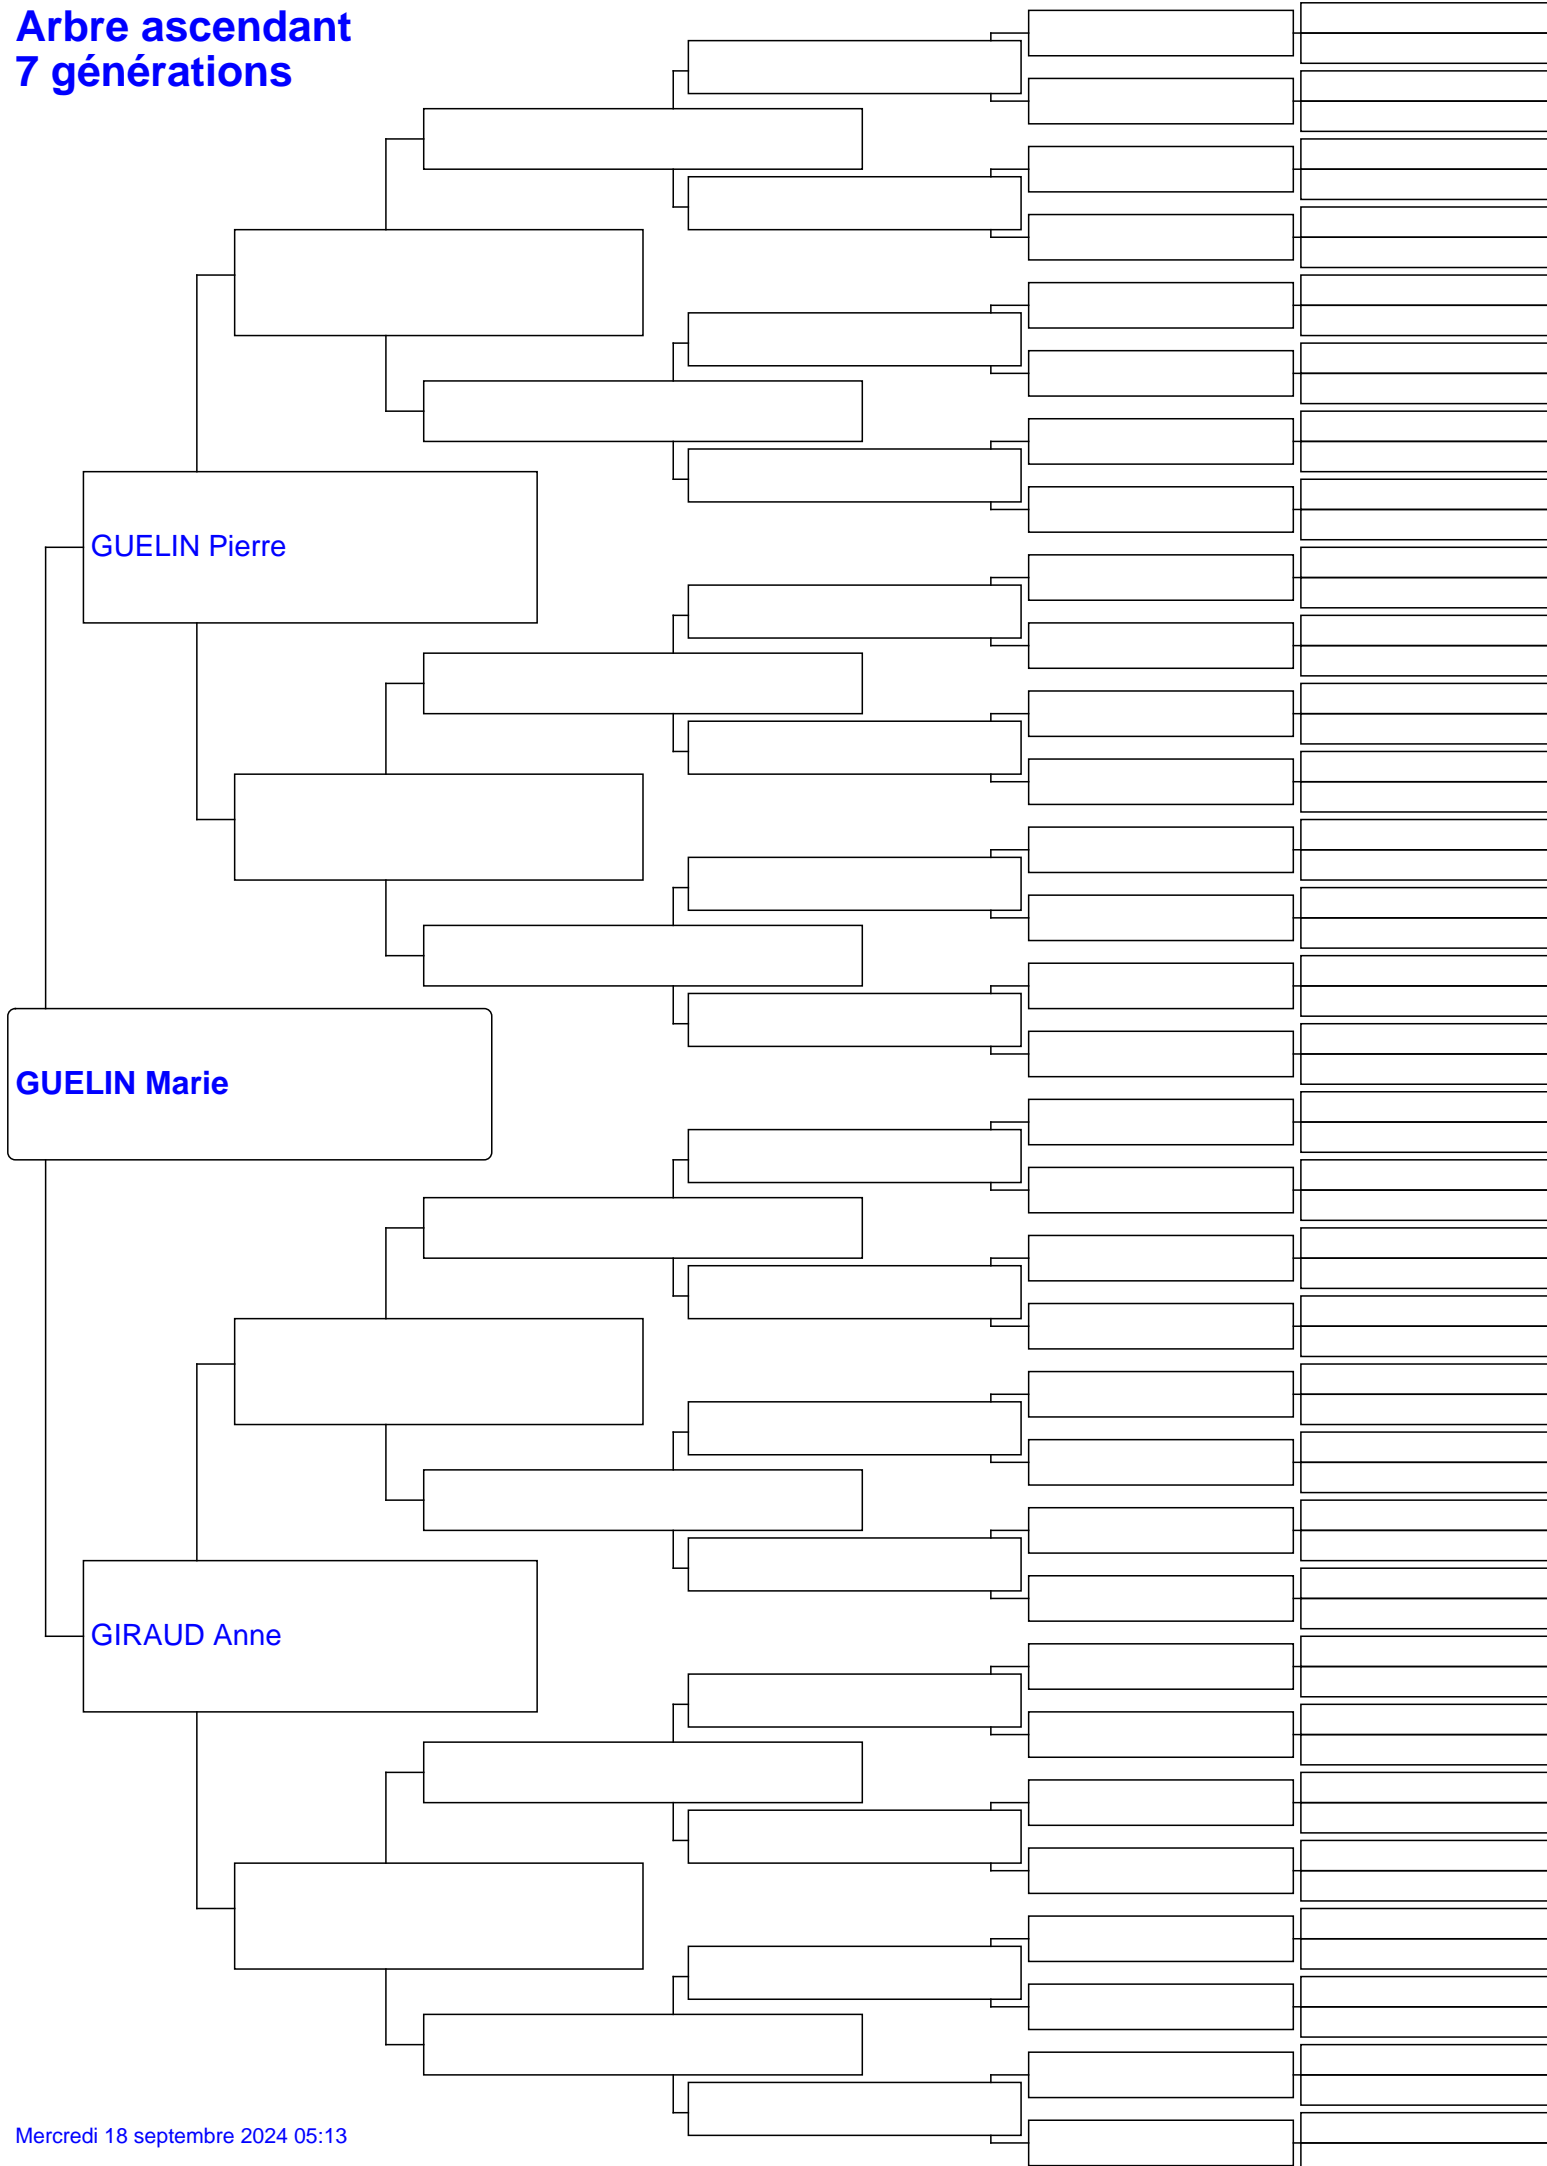 Arbre ascendant
7 générations
GUELIN Pierre
GUELIN Marie
GIRAUD Anne
Mercredi 18 septembre 2024 05:13